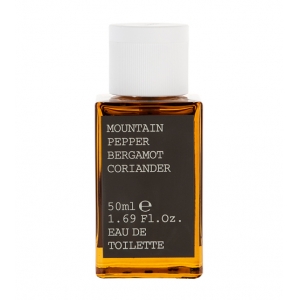 MOUNTAIN
PEPPER
BERGAMOT
CORIANDER
50ml ℮
1.69 Fl.Oz.
EAU DE
TOILETTE